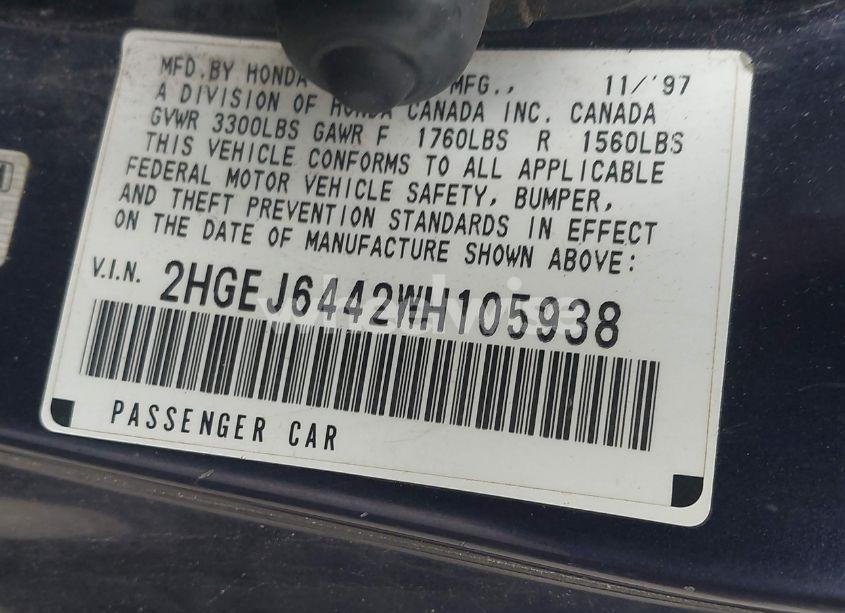 MFD. BY HONDA MFG., 11/'97
A DIVISION OF HONDA CANADA INC. CANADA
GVWR 3300LBS GAWR F 1760LBS R 1560LBS
THIS VEHICLE CONFORMS TO ALL APPLICABLE
FEDERAL MOTOR VEHICLE SAFETY, BUMPER,
AND THEFT PREVENTION STANDARDS IN EFFECT
ON THE DATE OF MANUFACTURE SHOWN ABOVE:
V.I.N. 2HGEJ6442WH105938
wheelwise
PASSENGER CAR